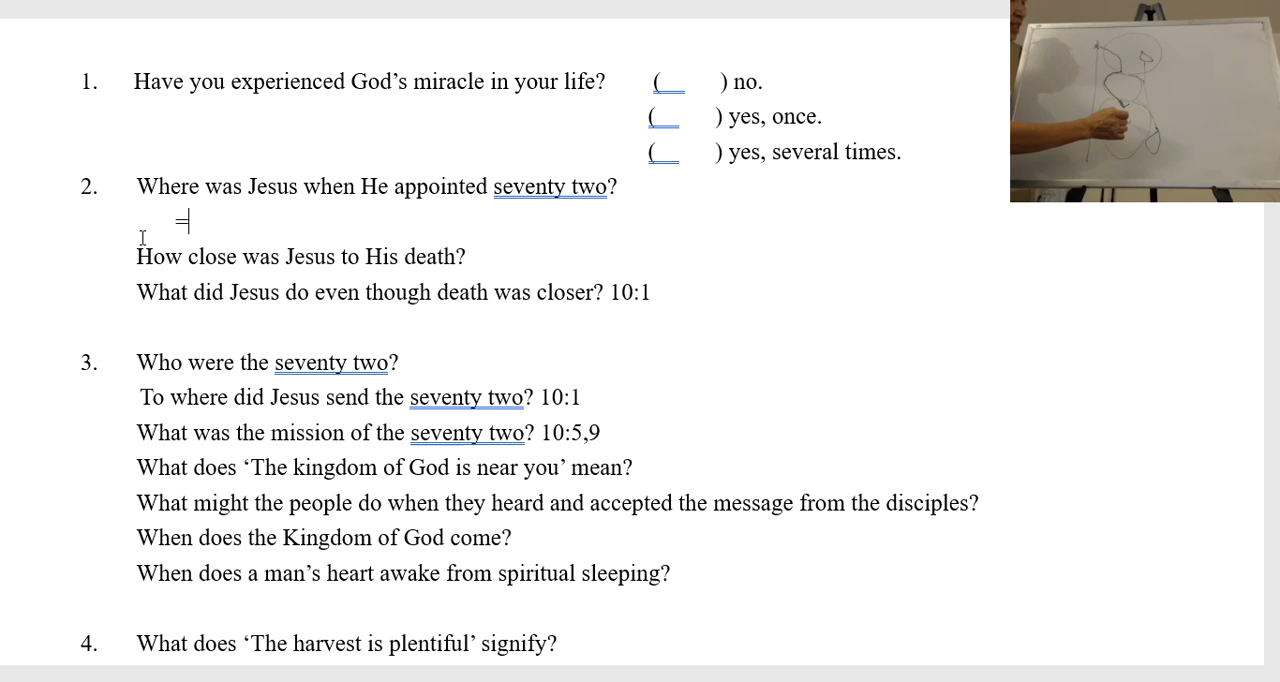 1. Have you experienced God’s miracle in your life? (__ ) no.
(__ ) yes, once.
(__ ) yes, several times.
2. Where was Jesus when He appointed seventy two?
=
How close was Jesus to His death?
What did Jesus do even though death was closer? 10:1
3. Who were the seventy two?
To where did Jesus send the seventy two? 10:1
What was the mission of the seventy two? 10:5,9
What does ‘The kingdom of God is near you’ mean?
What might the people do when they heard and accepted the message from the disciples?
When does the Kingdom of God come?
When does a man’s heart awake from spiritual sleeping?
4. What does ‘The harvest is plentiful’ signify?